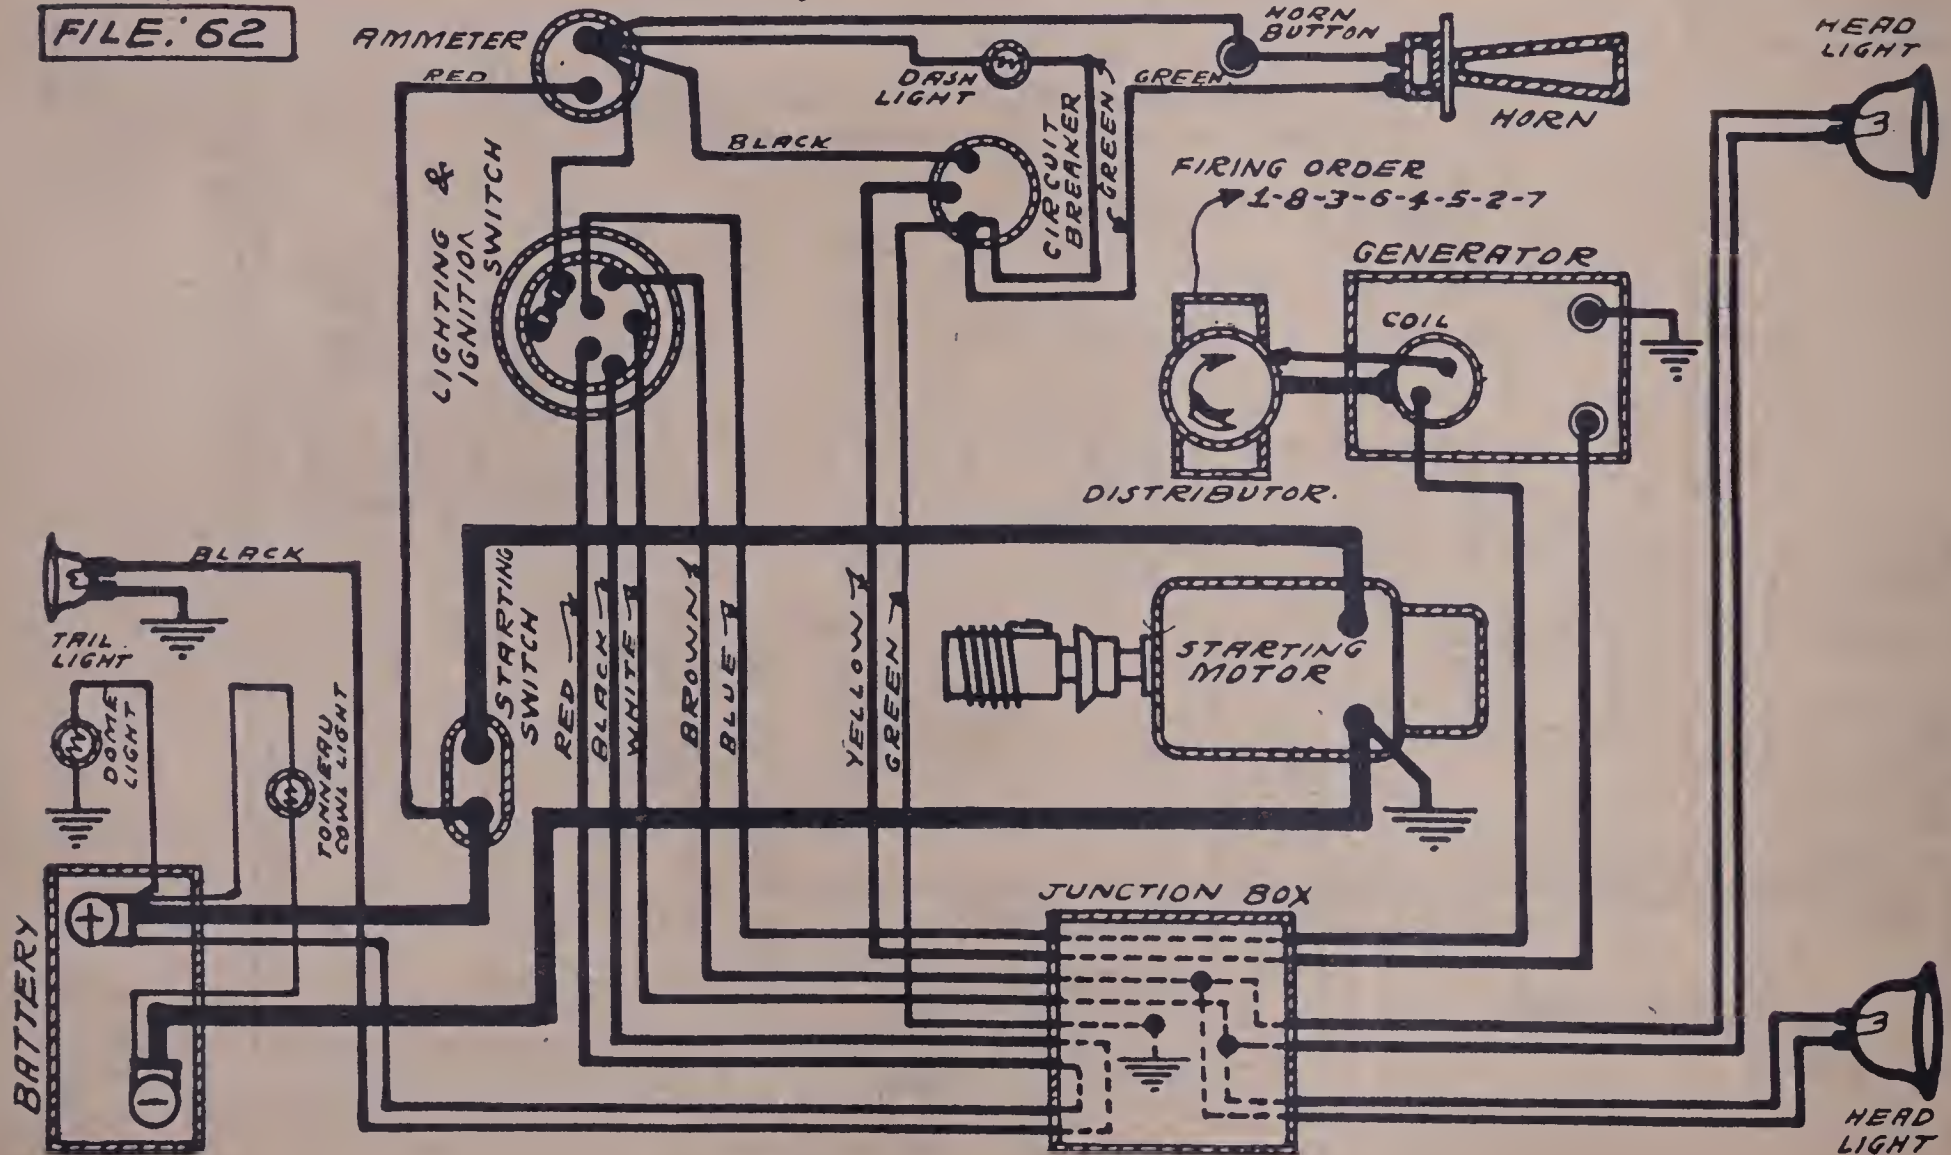 FILE: 62
AMMETER
RED
HORN
BUTTON
DASH
LIGHT
GREEN
HORN
HEAD
LIGHT
BLACK
CIRCUIT
BREAKER
GREEN
LIGHTING &
IGNITION
SWITCH
FIRING ORDER
1-8-3-6-4-5-2-7
GENERATOR
COIL
DISTRIBUTOR.
BLACK
TAIL
LIGHT
DOME
LIGHT
TONNEAU
COWL LIGHT
STARTING
SWITCH
RED
BLACK
WHITE
BROWN
BLUE
YELLOW
GREEN
STARTING
MOTOR
BATTERY
+
-
JUNCTION BOX
HEAD
LIGHT